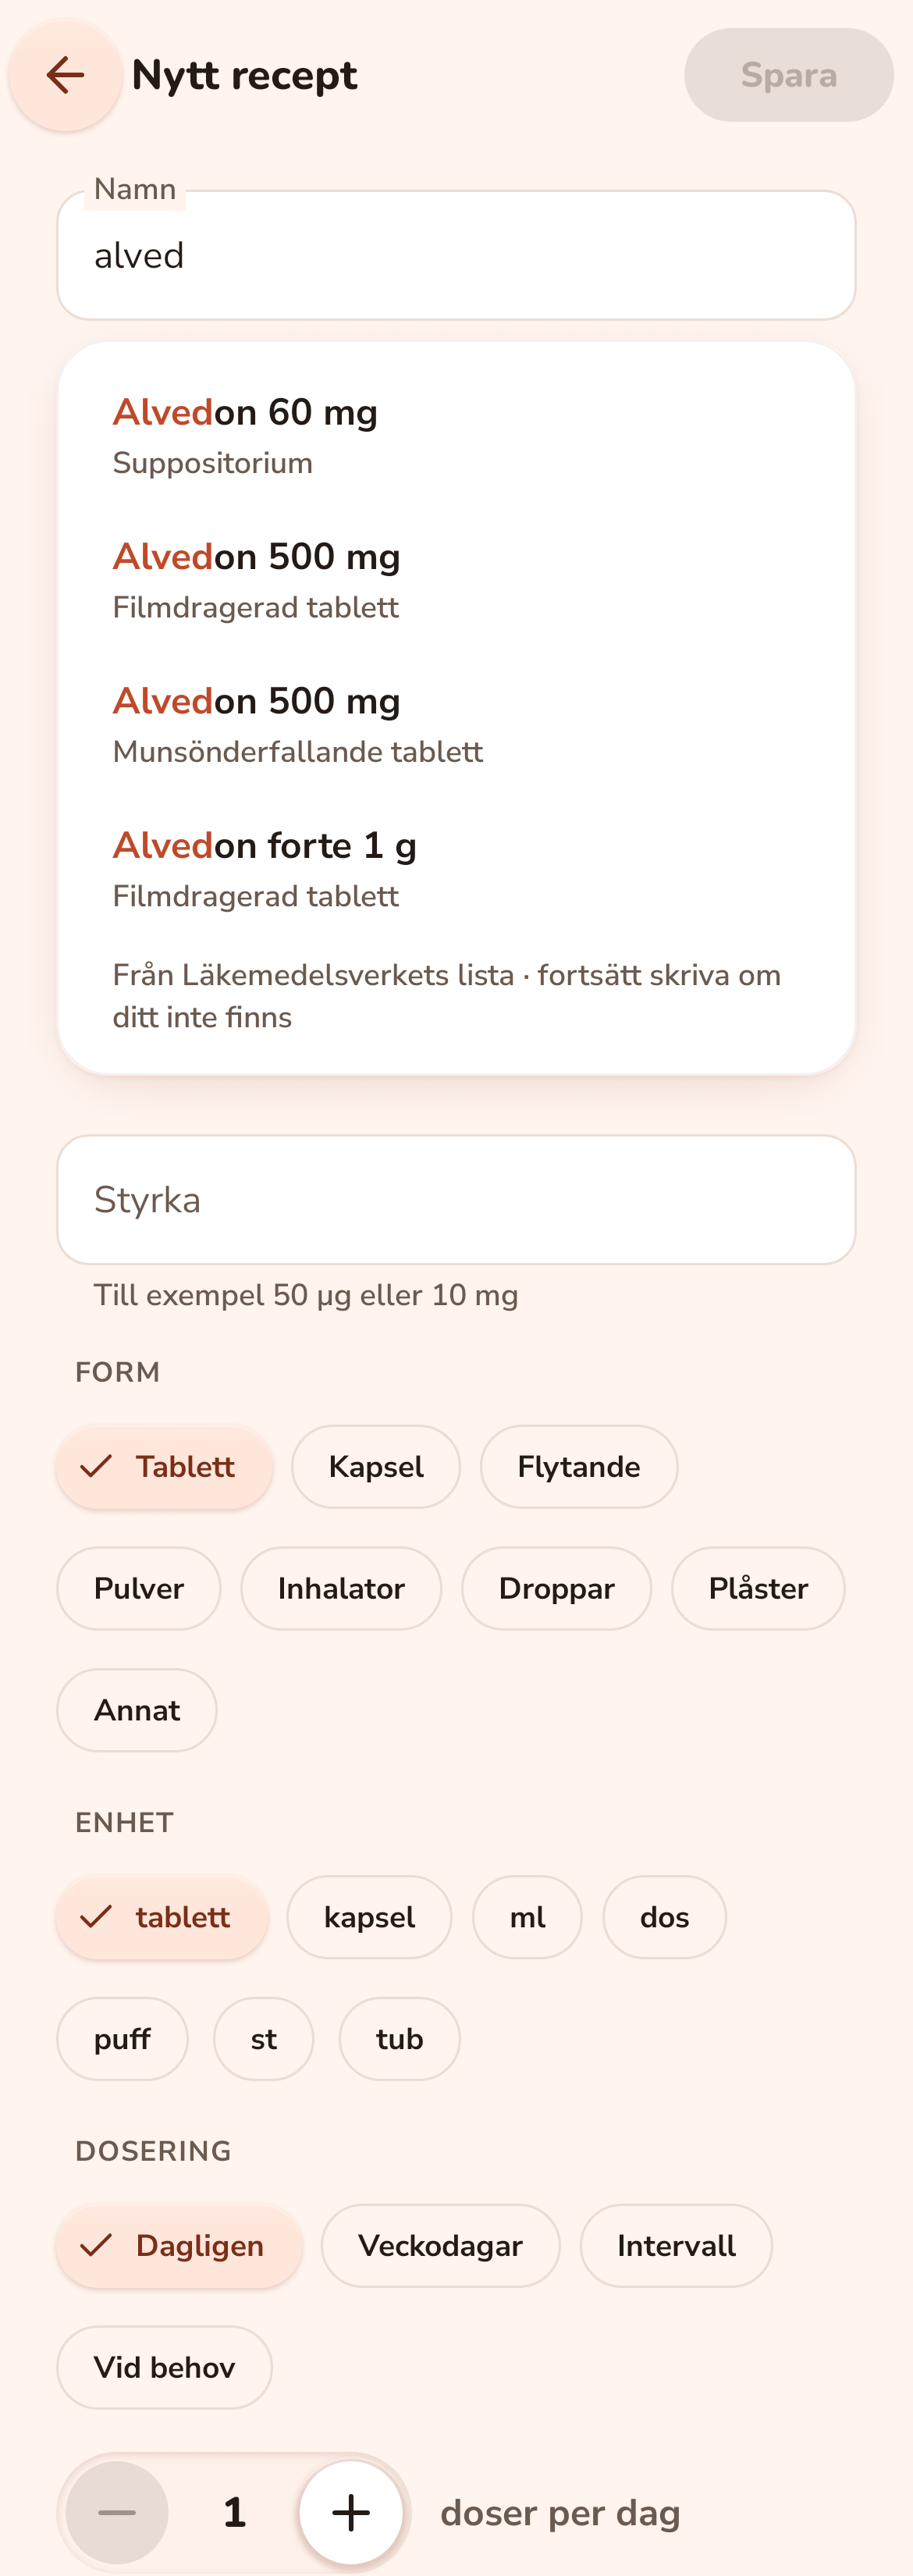 Nytt recept
Spara
Namn
alved
Alvedon 60 mg
Suppositorium
Alvedon 500 mg
Filmdragerad tablett
Alvedon 500 mg
Munsönderfallande tablett
Alvedon forte 1 g
Filmdragerad tablett
Från Läkemedelsverkets lista · fortsätt skriva om
ditt inte finns
Styrka
Till exempel 50 µg eller 10 mg
FORM
Tablett Kapsel Flytande
Pulver Inhalator Droppar Plåster
Annat
ENHET
tablett kapsel ml dos
puff st tub
DOSERING
Dagligen Veckodagar Intervall
Vid behov
1 doser per dag